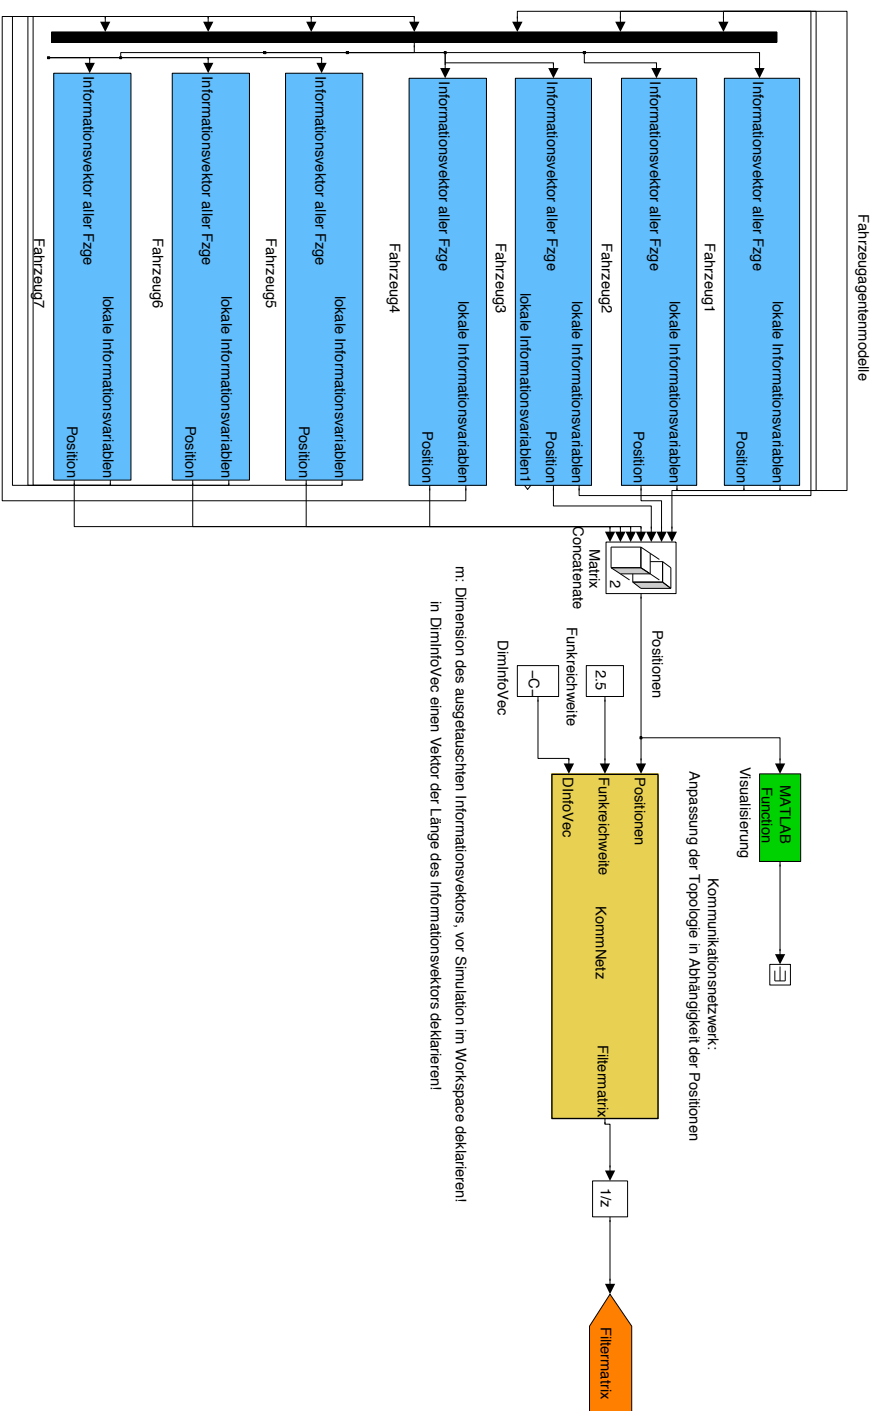 Fahrzeugagentenmodelle
Informationsvektor aller Fzge
lokale Informationsvariablen
Position
Fahrzeug1
Informationsvektor aller Fzge
lokale Informationsvariablen
Position
Fahrzeug2
Informationsvektor aller Fzge
lokale Informationsvariablen
Position
lokale Informationsvariablen1
Fahrzeug3
Informationsvektor aller Fzge
lokale Informationsvariablen
Position
Fahrzeug4
Informationsvektor aller Fzge
lokale Informationsvariablen
Position
Fahrzeug5
Informationsvektor aller Fzge
lokale Informationsvariablen
Position
Fahrzeug6
Informationsvektor aller Fzge
lokale Informationsvariablen
Position
Fahrzeug7
2
Matrix
Concatenate
Positionen
2.5
Funkreichweite
-C-
DimInfoVec
MATLAB
Function
Visualisierung
Kommunikationsnetzwerk:
Anpassung der Topologie in Abhängigkeit der Positionen
Positionen
Funkreichweite
DInfoVec
KommNetz
Filtermatrix
1/z
Filtermatrix
m: Dimension des ausgetauschten Informationsvektors, vor Simulation im Workspace deklarieren!
in DimInfoVec einen Vektor der Länge des Informationsvektors deklarieren!